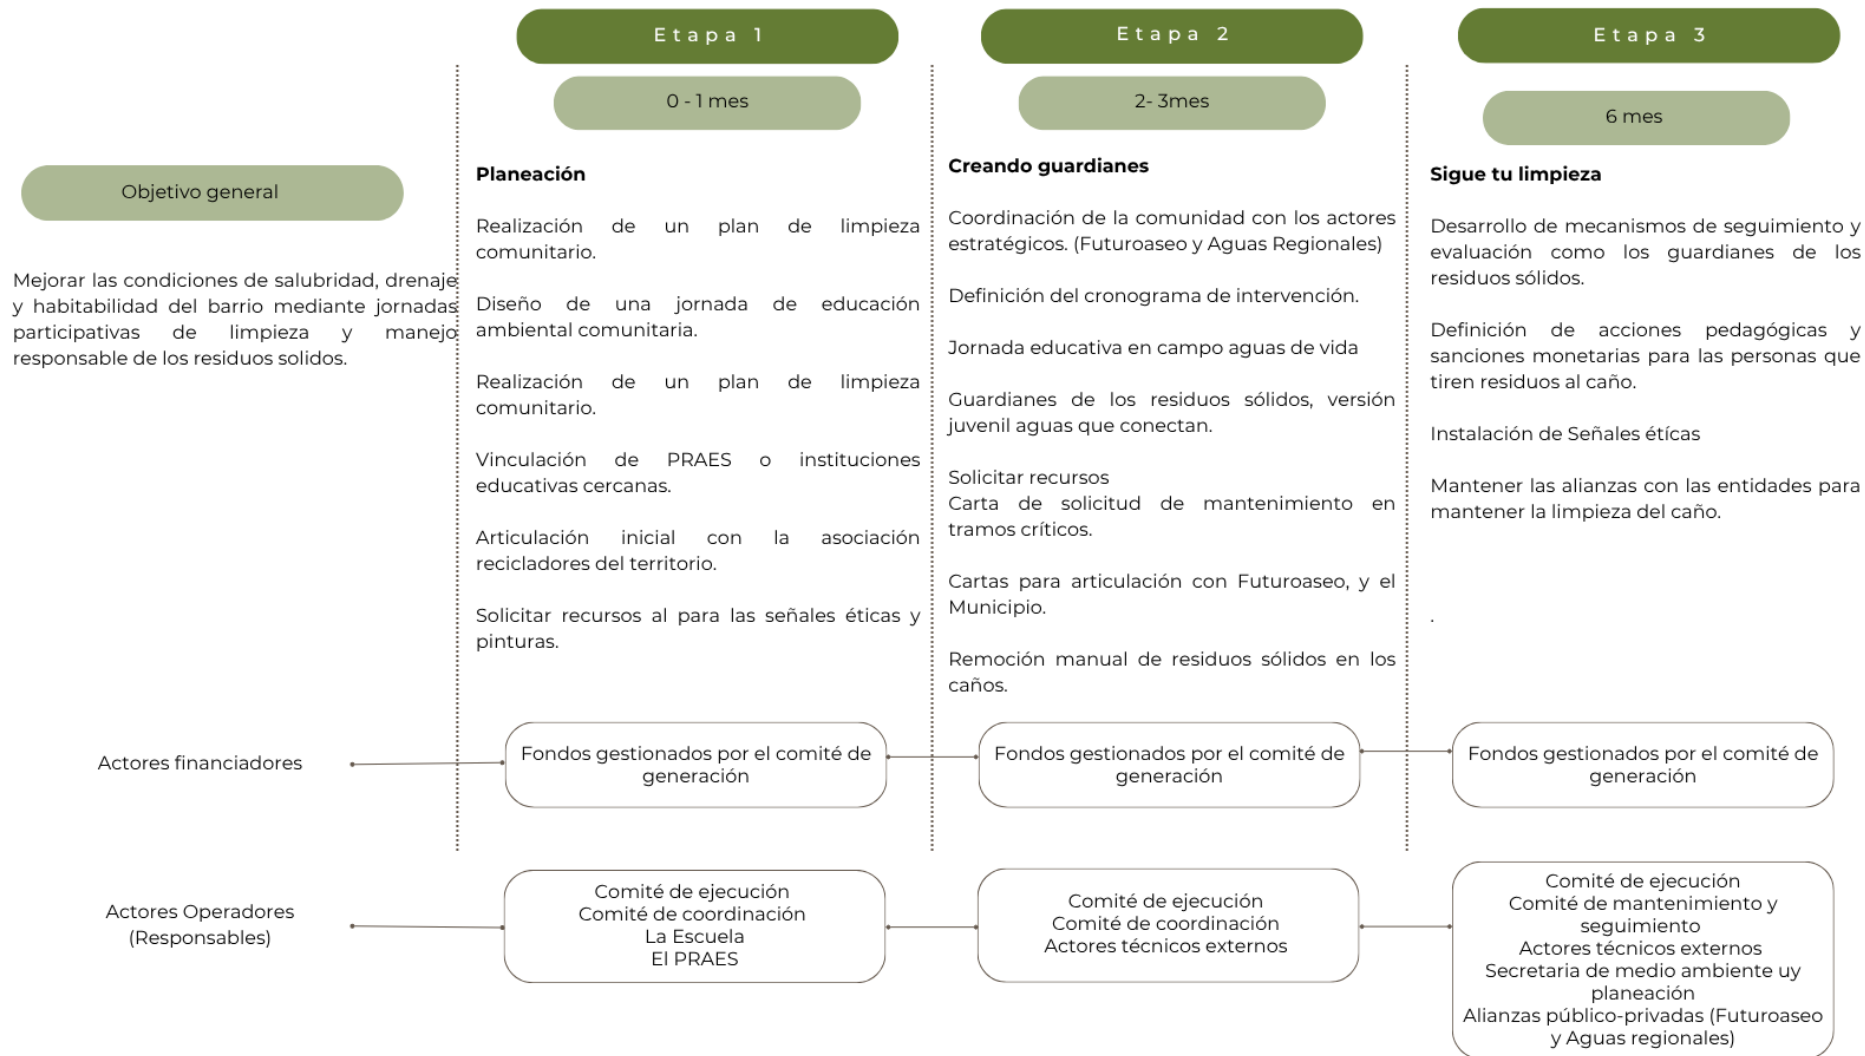 Etapa 1
Etapa 2
Etapa 3
0 - 1 mes
2- 3mes
6 mes
Objetivo general
Mejorar las condiciones de salubridad, drenaje
y habitabilidad del barrio mediante jornadas
participativas de limpieza y manejo
responsable de los residuos solidos.
Planeación
Realización de un plan de limpieza
comunitario.
Diseño de una jornada de educación
ambiental comunitaria.
Realización de un plan de limpieza
comunitario.
Vinculación de PRAES o instituciones
educativas cercanas.
Articulación inicial con la asociación
recicladores del territorio.
Solicitar recursos al para las señales éticas y
pinturas.
Creando guardianes
Coordinación de la comunidad con los actores
estratégicos. (Futuroaseo y Aguas Regionales)
Definición del cronograma de intervención.
Jornada educativa en campo aguas de vida
Guardianes de los residuos sólidos, versión
juvenil aguas que conectan.
Solicitar recursos
Carta de solicitud de mantenimiento en
tramos críticos.
Cartas para articulación con Futuroaseo, y el
Municipio.
Remoción manual de residuos sólidos en los
caños.
Sigue tu limpieza
Desarrollo de mecanismos de seguimiento y
evaluación como los guardianes de los
residuos sólidos.
Definición de acciones pedagógicas y
sanciones monetarias para las personas que
tiren residuos al caño.
Instalación de Señales étícas
Mantener las alianzas con las entidades para
mantener la limpieza del caño.
.
Actores financiadores
Fondos gestionados por el comité de
generación
Fondos gestionados por el comité de
generación
Fondos gestionados por el comité de
generación
Actores Operadores
(Responsables)
Comité de ejecución
Comité de coordinación
La Escuela
El PRAES
Comité de ejecución
Comité de coordinación
Actores técnicos externos
Comité de ejecución
Comité de mantenimiento y
seguimiento
Actores técnicos externos
Secretaria de medio ambiente uy
planeación
Alianzas público-privadas (Futuroaseo
y Aguas regionales)